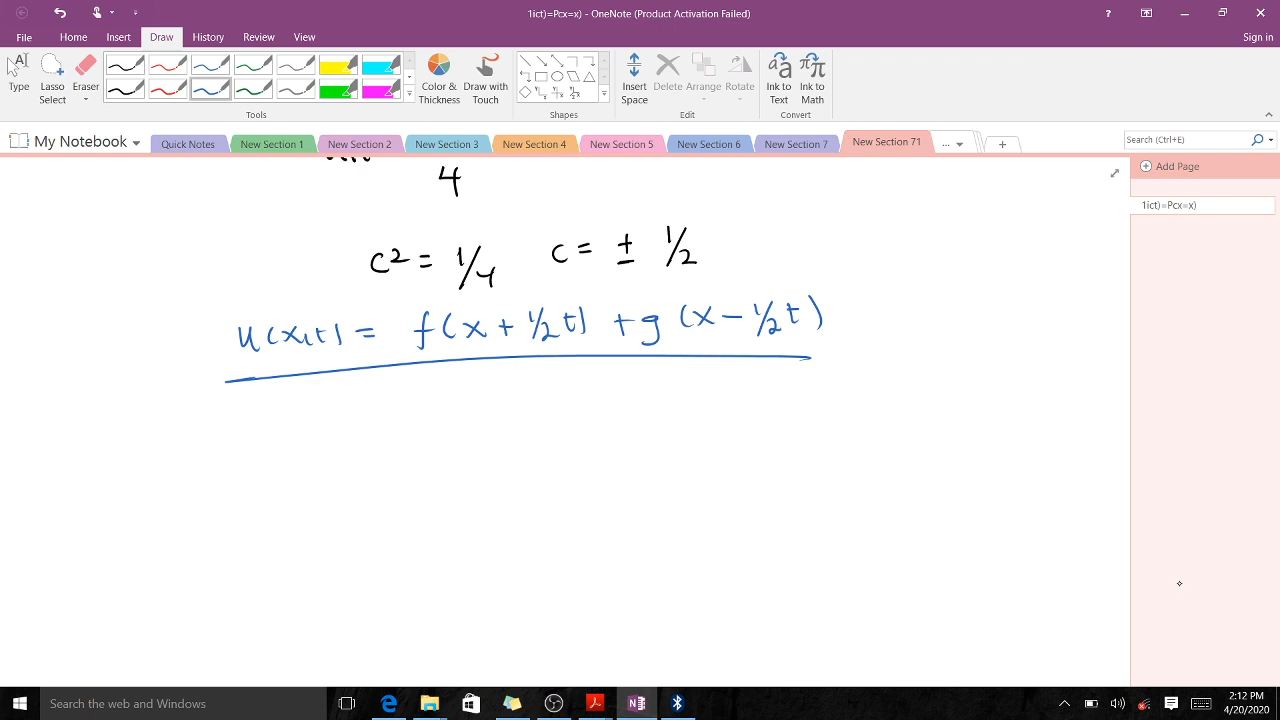 1ict)=Pcx=x) - OneNote (Product Activation Failed)
File Home Insert Draw History Review View Sign in
Type Lasso Select Eraser Color & Thickness Draw with Touch Insert Space Delete Arrange Rotate Ink to Text Ink to Math
Tools Shapes Edit Convert
My Notebook Quick Notes New Section 1 New Section 2 New Section 3 New Section 4 New Section 5 New Section 6 New Section 7 New Section 71 ... Search (Ctrl+E)
Add Page
1ict)=Pcx=x)
4
c² = 1/4 c = ± 1/2
u(x,t) = f(x + 1/2 t) + g(x - 1/2 t)
Search the web and Windows
2:12 PM
4/20/2020